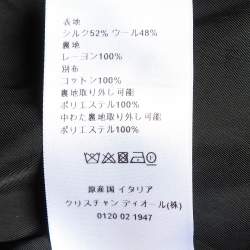 表地
シルク52% ウール48%
裏地
レーヨン100%
別布
コットン100%
裏地取り外し可能
ポリエステル100%
中わた 裏地取り外し可能
ポリエステル100%
原産国 イタリア
クリスチャン ディオール(株)
0120 02 1947